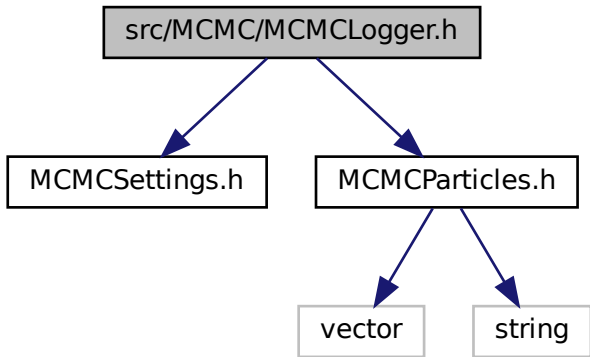 src/MCMC/MCMCLogger.h
MCMCSettings.h
MCMCParticles.h
vector
string